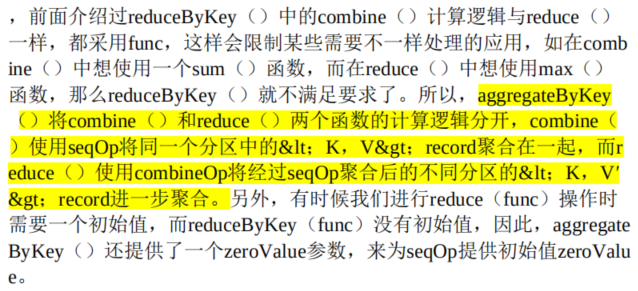 ，前面介绍过reduceByKey（）中的combine（）计算逻辑与reduce（）
一样，都采用func，这样会限制某些需要不一样处理的应用，如在comb
ine（）中想使用一个sum（）函数，而在reduce（）中想使用max（）
函数，那么reduceByKey（）就不满足要求了。所以，aggregateByKey
（）将combine（）和reduce（）两个函数的计算逻辑分开，combine（
）使用seqOp将同一个分区中的&lt；K，V&gt；record聚合在一起，而r
educe（）使用combineOp将经过seqOp聚合后的不同分区的&lt；K，V′
&gt；record进一步聚合。另外，有时候我们进行reduce（func）操作时
需要一个初始值，而reduceByKey（func）没有初始值，因此，aggregate
ByKey（）还提供了一个zeroValue参数，来为seqOp提供初始值zeroValu
e。